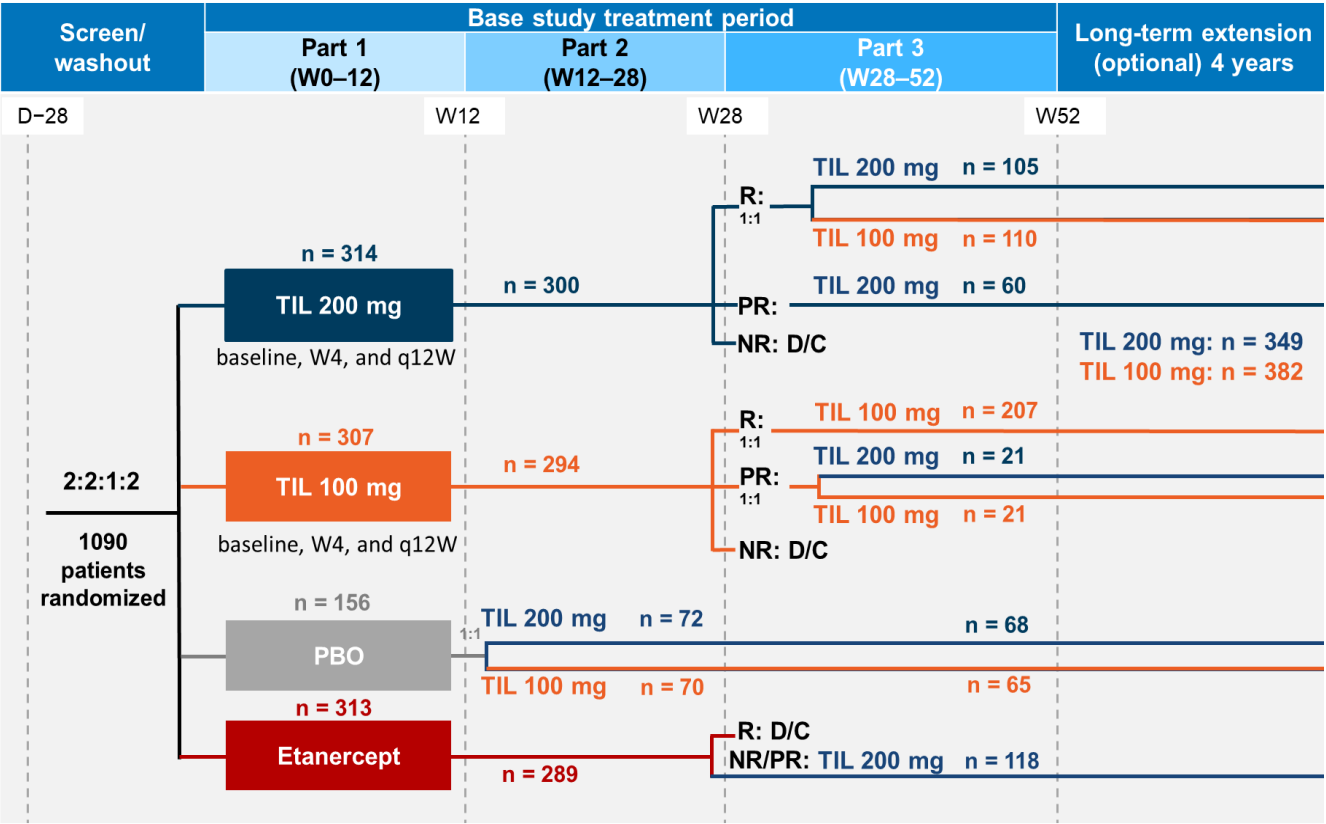 Screen/
washout
Base study treatment period
Part 1
(W0–12)
Part 2
(W12–28)
Part 3
(W28–52)
Long-term extension
(optional) 4 years
D−28
W12
W28
W52
2:2:1:2
1090
patients
randomized
n = 314
TIL 200 mg
baseline, W4, and q12W
n = 300
R:
1:1
TIL 200 mg n = 105
TIL 100 mg n = 110
PR:
TIL 200 mg n = 60
NR: D/C
TIL 200 mg: n = 349
TIL 100 mg: n = 382
n = 307
TIL 100 mg
baseline, W4, and q12W
n = 294
R:
1:1
TIL 100 mg n = 207
PR:
1:1
TIL 200 mg n = 21
TIL 100 mg n = 21
NR: D/C
n = 156
PBO
1:1
TIL 200 mg n = 72
n = 68
TIL 100 mg n = 70
n = 65
n = 313
Etanercept
n = 289
R: D/C
NR/PR: TIL 200 mg n = 118